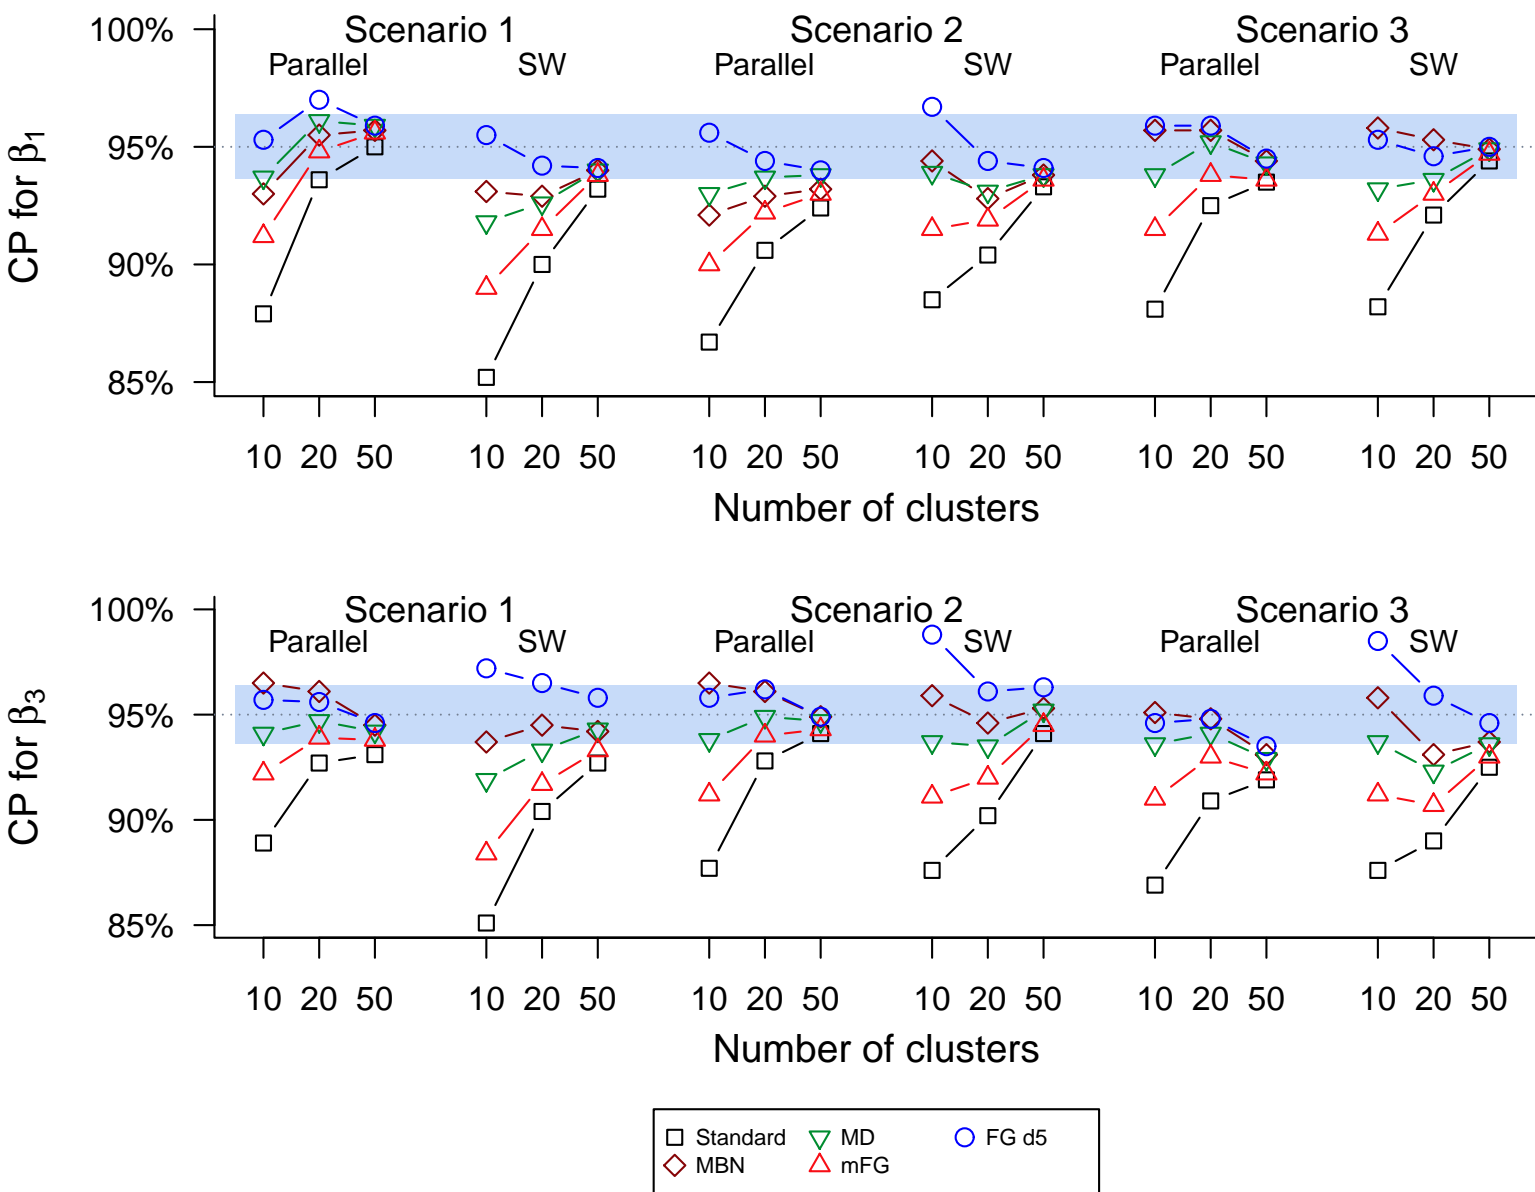 Scenario 1 Scenario 2 Scenario 3
Parallel SW Parallel SW Parallel SW
100%
95%
90%
85%
CP for β1
10 20 50 10 20 50 10 20 50 10 20 50 10 20 50 10 20 50
Number of clusters
Scenario 1 Scenario 2 Scenario 3
Parallel SW Parallel SW Parallel SW
100%
95%
90%
85%
CP for β3
10 20 50 10 20 50 10 20 50 10 20 50 10 20 50 10 20 50
Number of clusters
Standard MD FG d5
MBN mFG